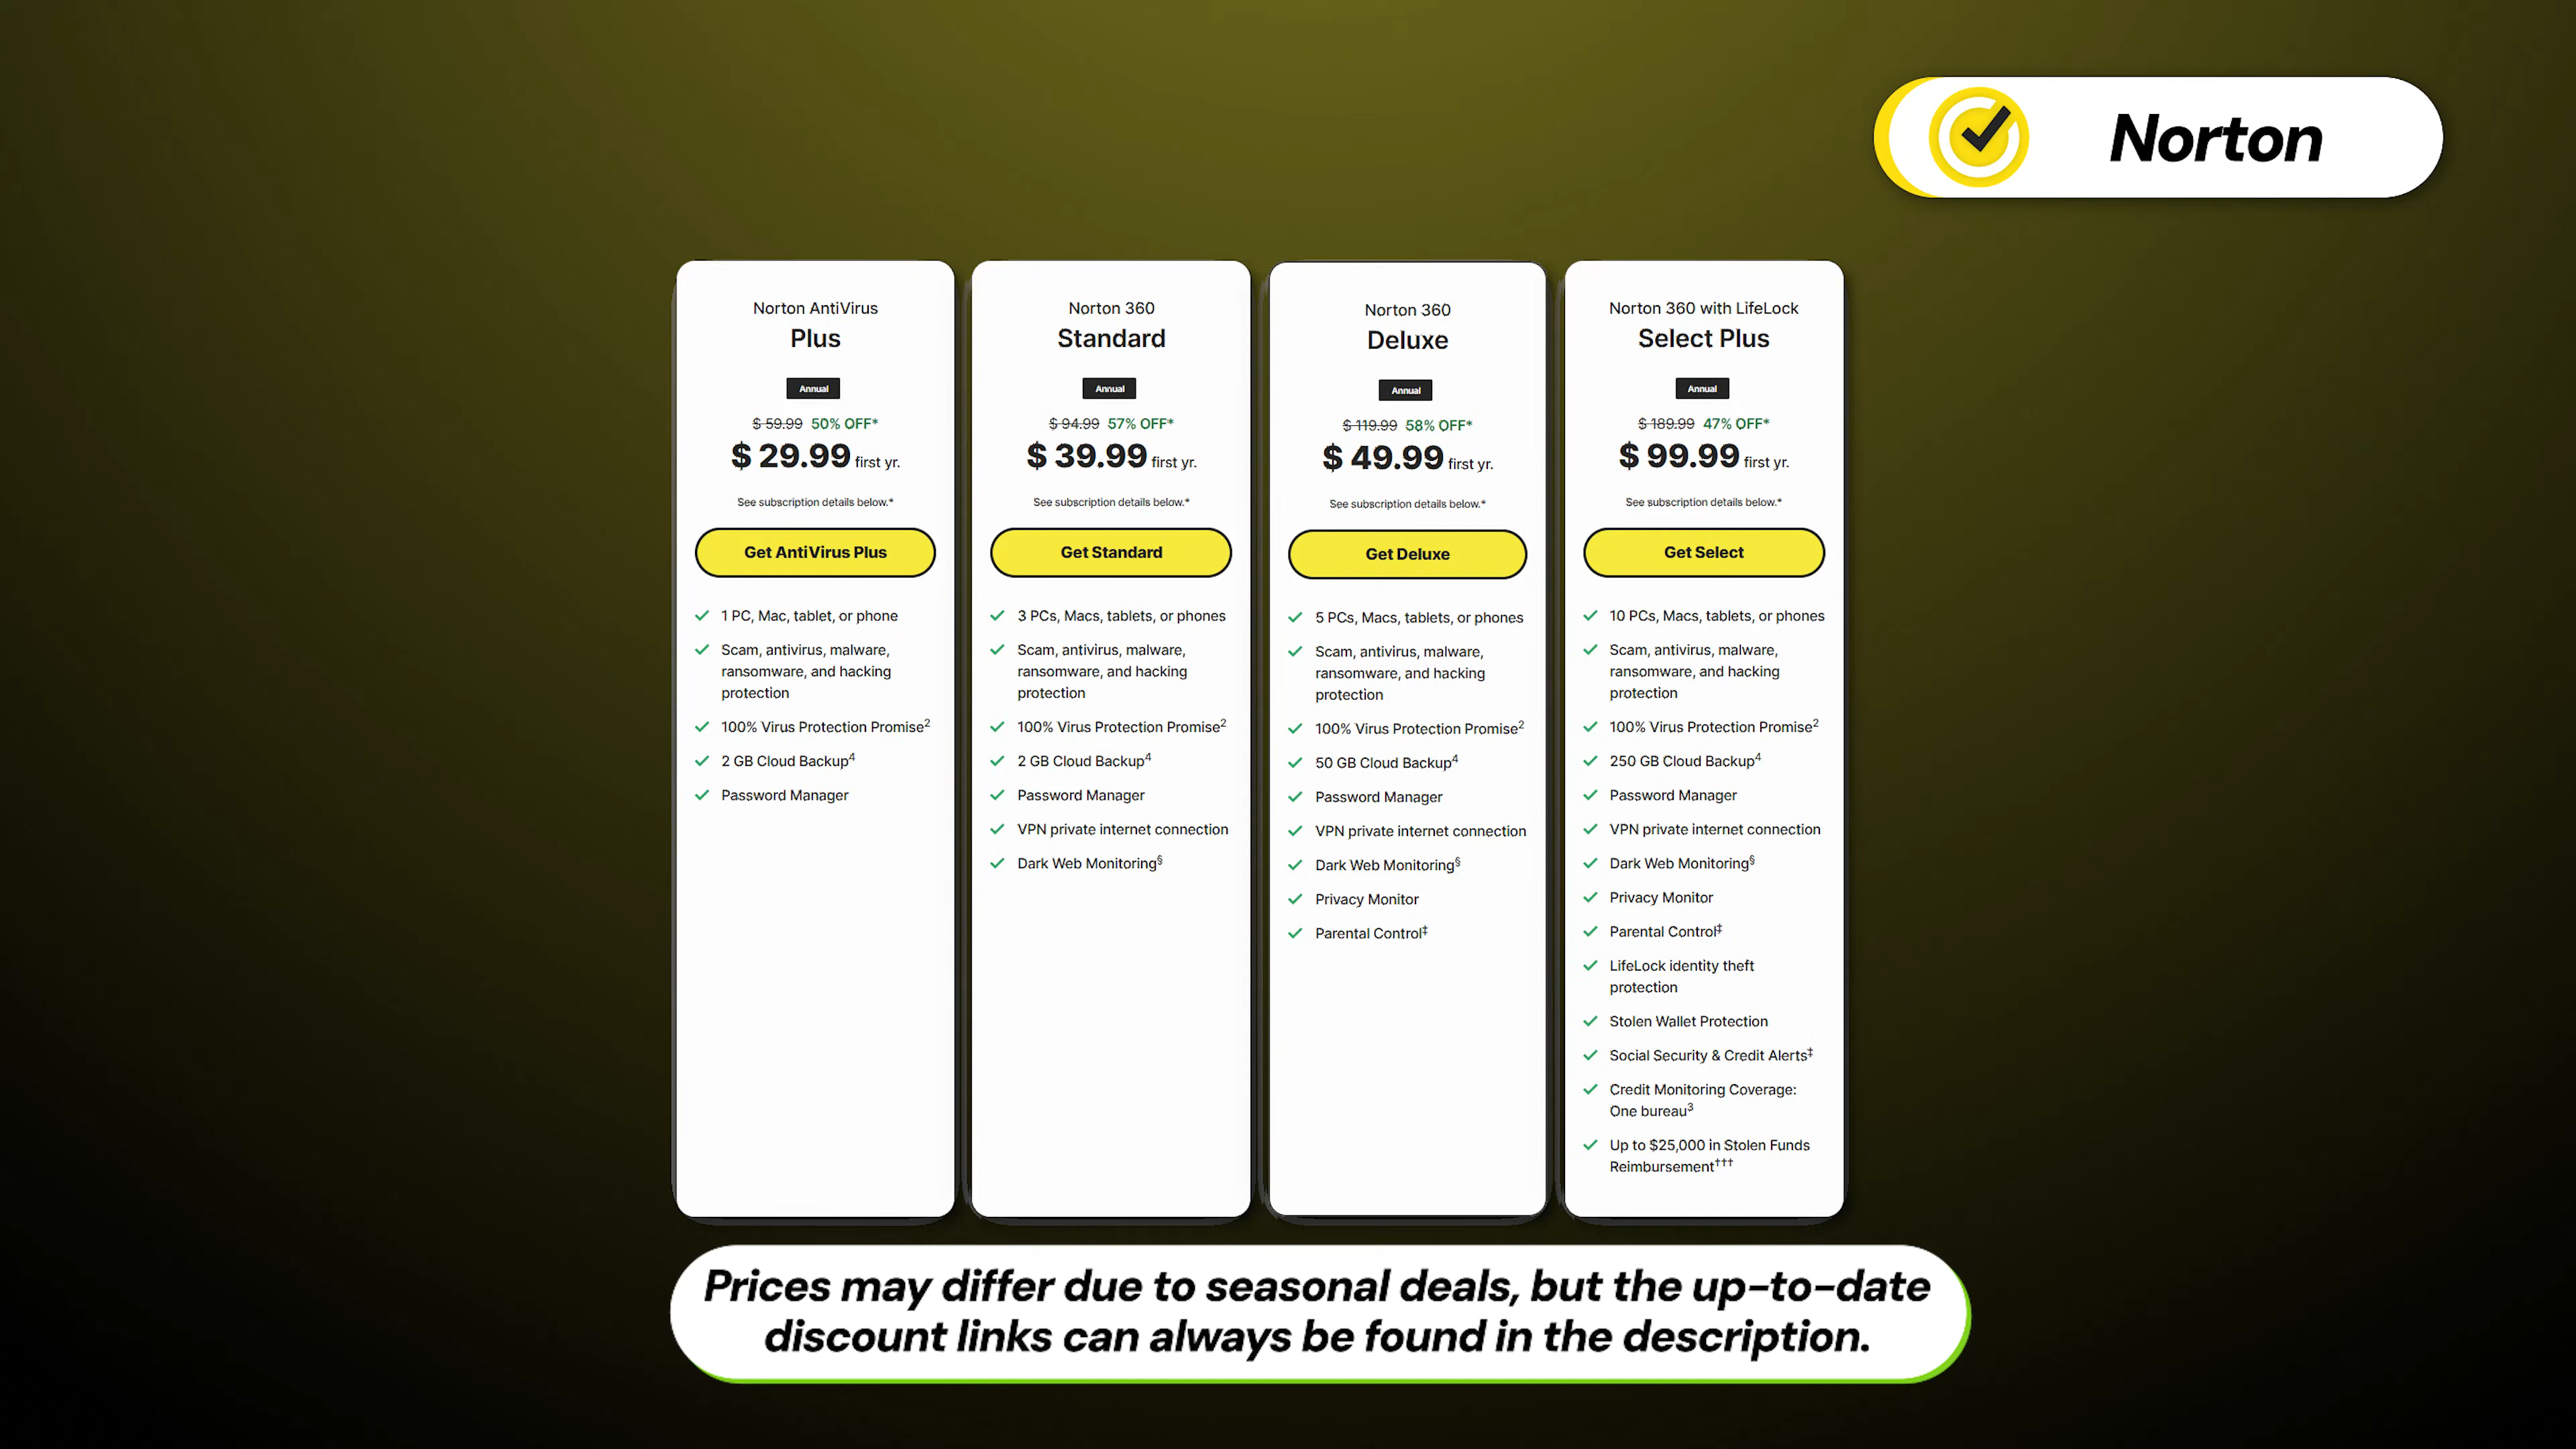 Norton
Norton AntiVirus
Plus
Annual
$ 59.99 50% OFF*
$ 29.99 first yr.
See subscription details below.*
Get AntiVirus Plus
1 PC, Mac, tablet, or phone
Scam, antivirus, malware,
ransomware, and hacking
protection
100% Virus Protection Promise²
2 GB Cloud Backup⁴
Password Manager
Norton 360
Standard
Annual
$ 94.99 57% OFF*
$ 39.99 first yr.
See subscription details below.*
Get Standard
3 PCs, Macs, tablets, or phones
Scam, antivirus, malware,
ransomware, and hacking
protection
100% Virus Protection Promise²
2 GB Cloud Backup⁴
Password Manager
VPN private internet connection
Dark Web Monitoring§
Norton 360
Deluxe
Annual
$ 119.99 58% OFF*
$ 49.99 first yr.
See subscription details below.*
Get Deluxe
5 PCs, Macs, tablets, or phones
Scam, antivirus, malware,
ransomware, and hacking
protection
100% Virus Protection Promise²
50 GB Cloud Backup⁴
Password Manager
VPN private internet connection
Dark Web Monitoring§
Privacy Monitor
Parental Control‡
Norton 360 with LifeLock
Select Plus
Annual
$ 189.99 47% OFF*
$ 99.99 first yr.
See subscription details below.*
Get Select
10 PCs, Macs, tablets, or phones
Scam, antivirus, malware,
ransomware, and hacking
protection
100% Virus Protection Promise²
250 GB Cloud Backup⁴
Password Manager
VPN private internet connection
Dark Web Monitoring§
Privacy Monitor
Parental Control‡
LifeLock identity theft
protection
Stolen Wallet Protection
Social Security & Credit Alerts‡
Credit Monitoring Coverage:
One bureau³
Up to $25,000 in Stolen Funds
Reimbursement†††
Prices may differ due to seasonal deals, but the up-to-date
discount links can always be found in the description.